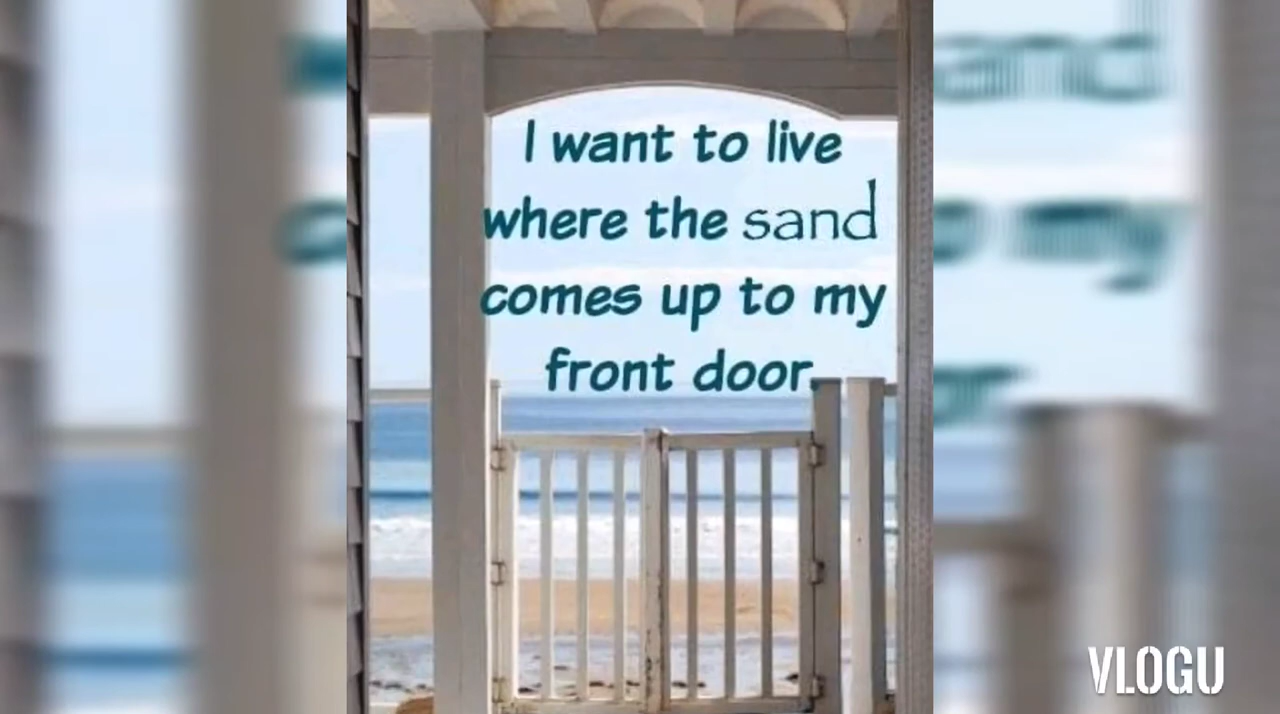 I want to live
where the sand
comes up to my
front door.
VLOGU